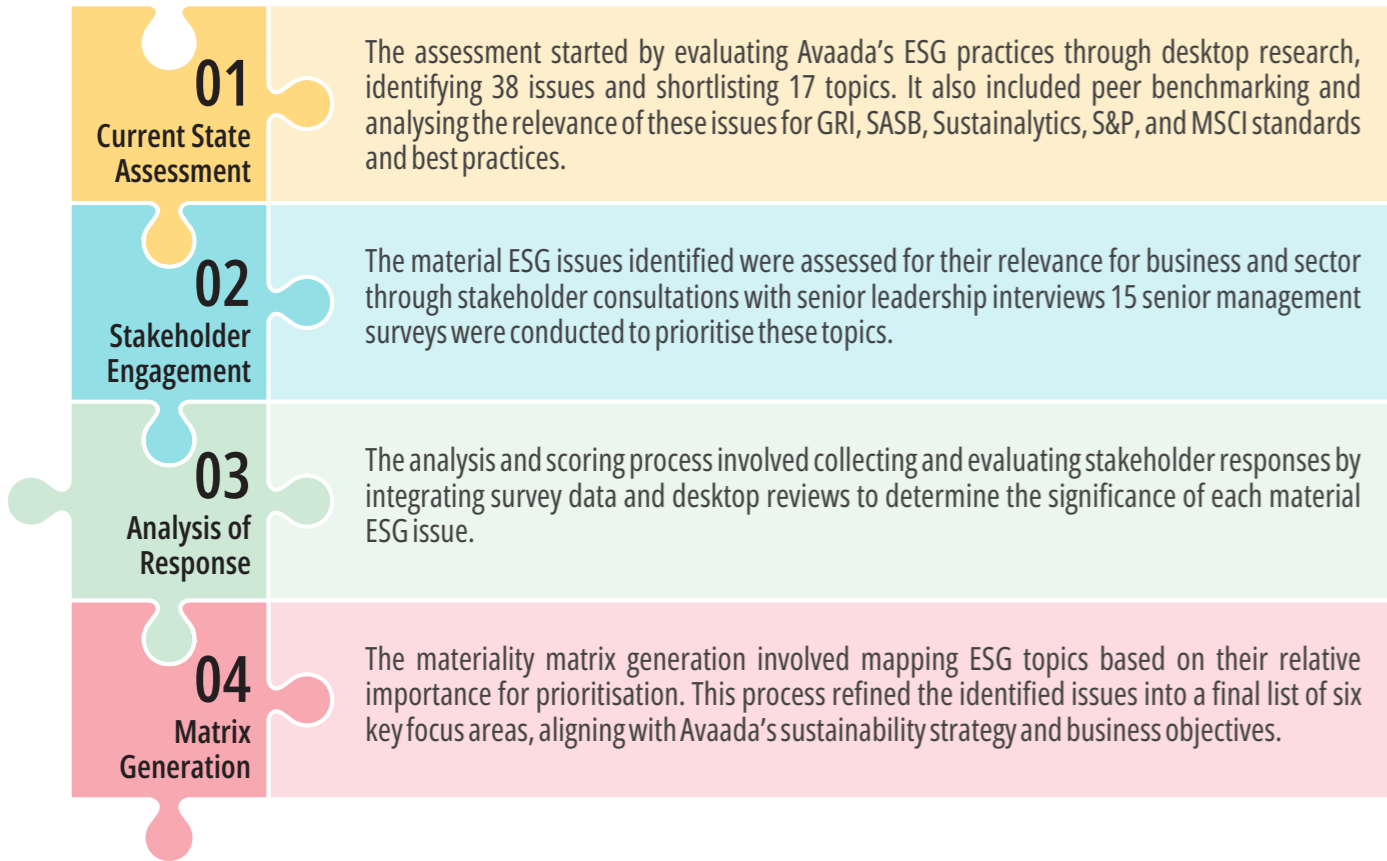 01
Current State
Assessment
The assessment started by evaluating Avaada's ESG practices through desktop research,
identifying 38 issues and shortlisting 17 topics. It also included peer benchmarking and
analysing the relevance of these issues for GRI, SASB, Sustainalytics, S&P, and MSCI standards
and best practices.
02
Stakeholder
Engagement
The material ESG issues identified were assessed for their relevance for business and sector
through stakeholder consultations with senior leadership interviews 15 senior management
surveys were conducted to prioritise these topics.
03
Analysis of
Response
The analysis and scoring process involved collecting and evaluating stakeholder responses by
integrating survey data and desktop reviews to determine the significance of each material
ESG issue.
04
Matrix
Generation
The materiality matrix generation involved mapping ESG topics based on their relative
importance for prioritisation. This process refined the identified issues into a final list of six
key focus areas, aligning with Avaada's sustainability strategy and business objectives.